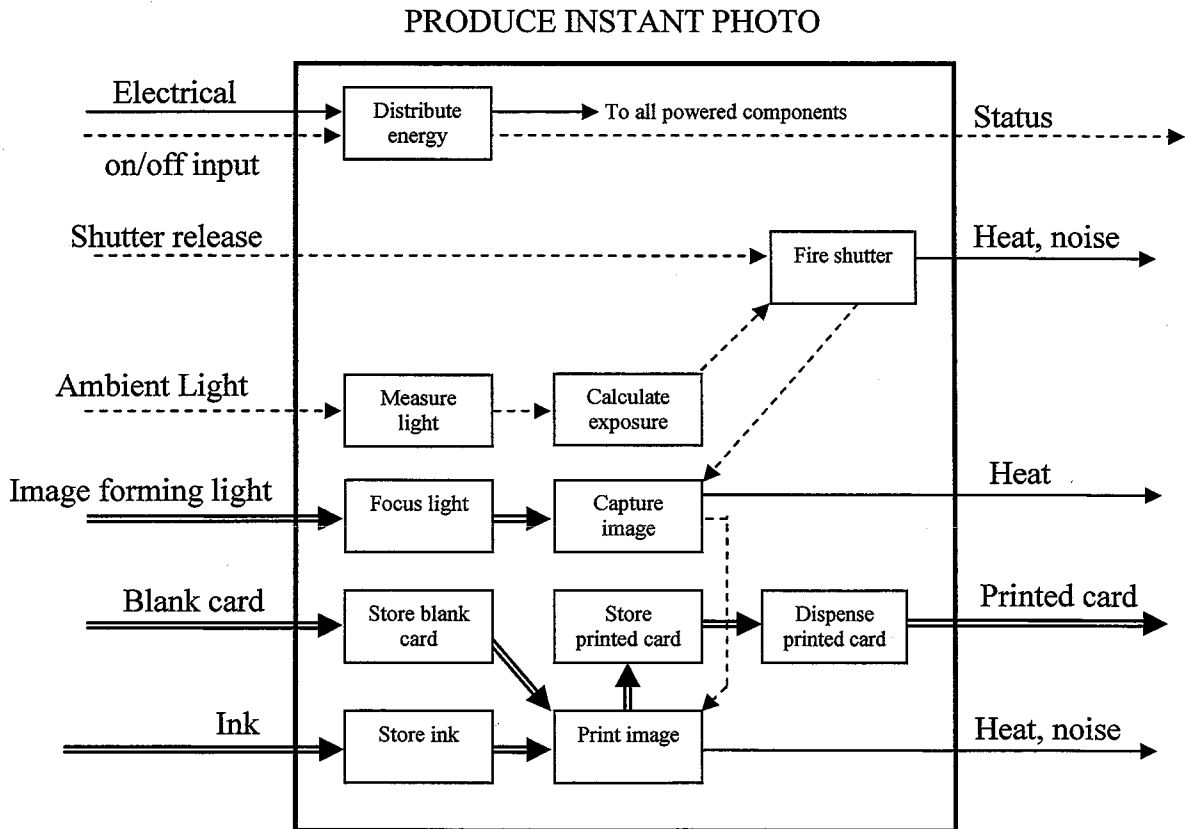 PRODUCE INSTANT PHOTO
Electrical
Distribute
energy
To all powered components
Status
on/off input
Shutter release
Fire shutter
Heat, noise
Ambient Light
Measure
light
Calculate
exposure
Image forming light
Focus light
Capture
image
Heat
Blank card
Store blank
card
Store
printed card
Dispense
printed card
Printed card
Ink
Store ink
Print image
Heat, noise